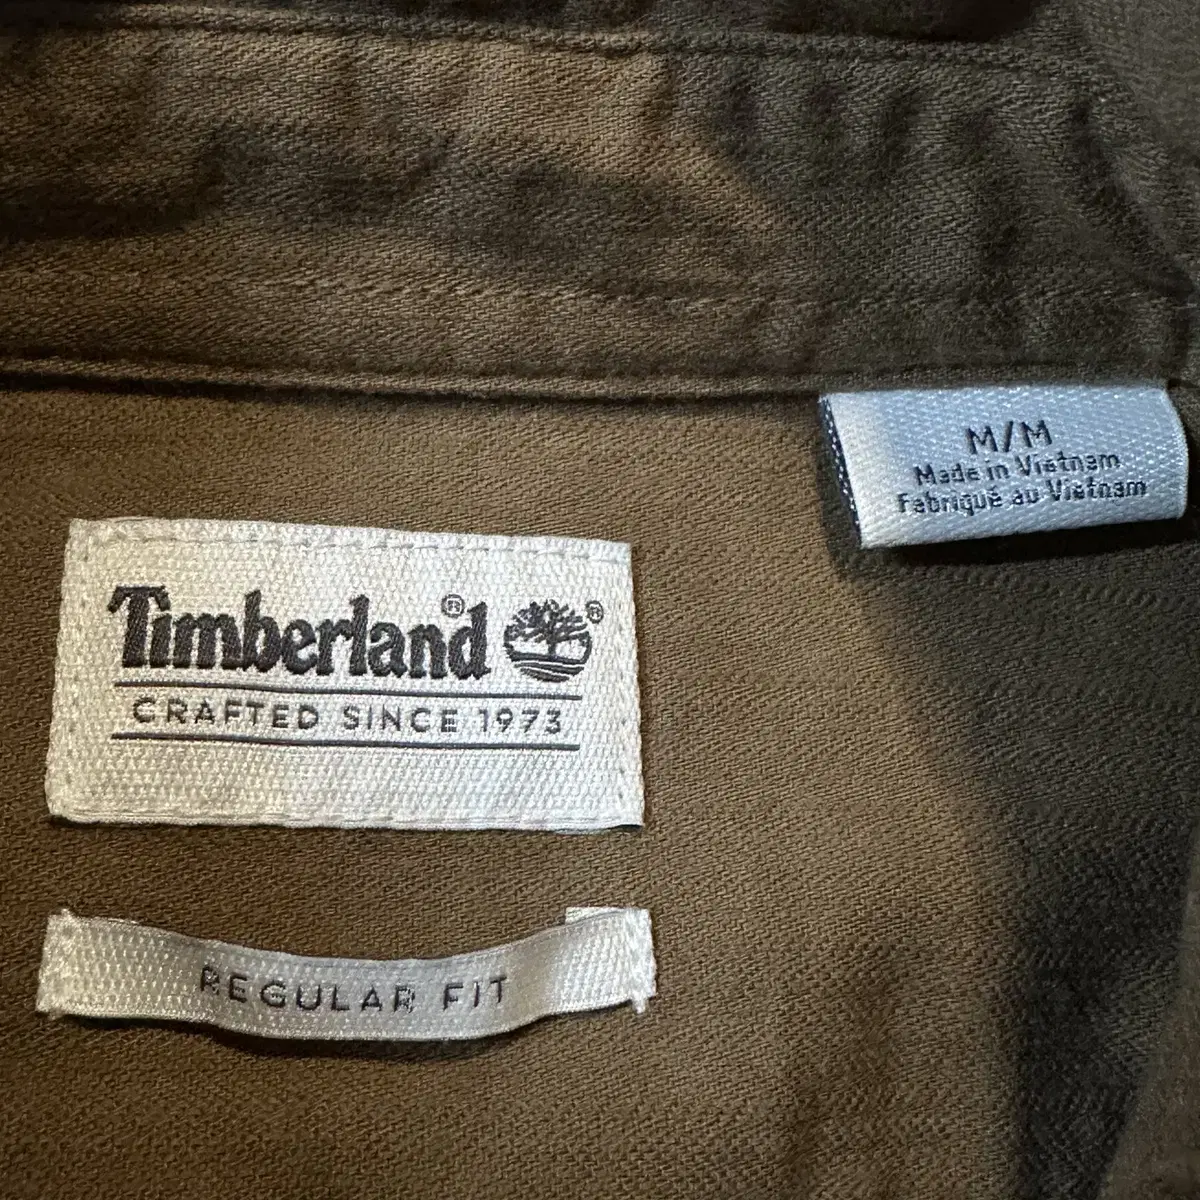 M/M
Made in Vietnam
Fabriqué au Vietnam
Timberland® ®
CRAFTED SINCE 1973
REGULAR FIT